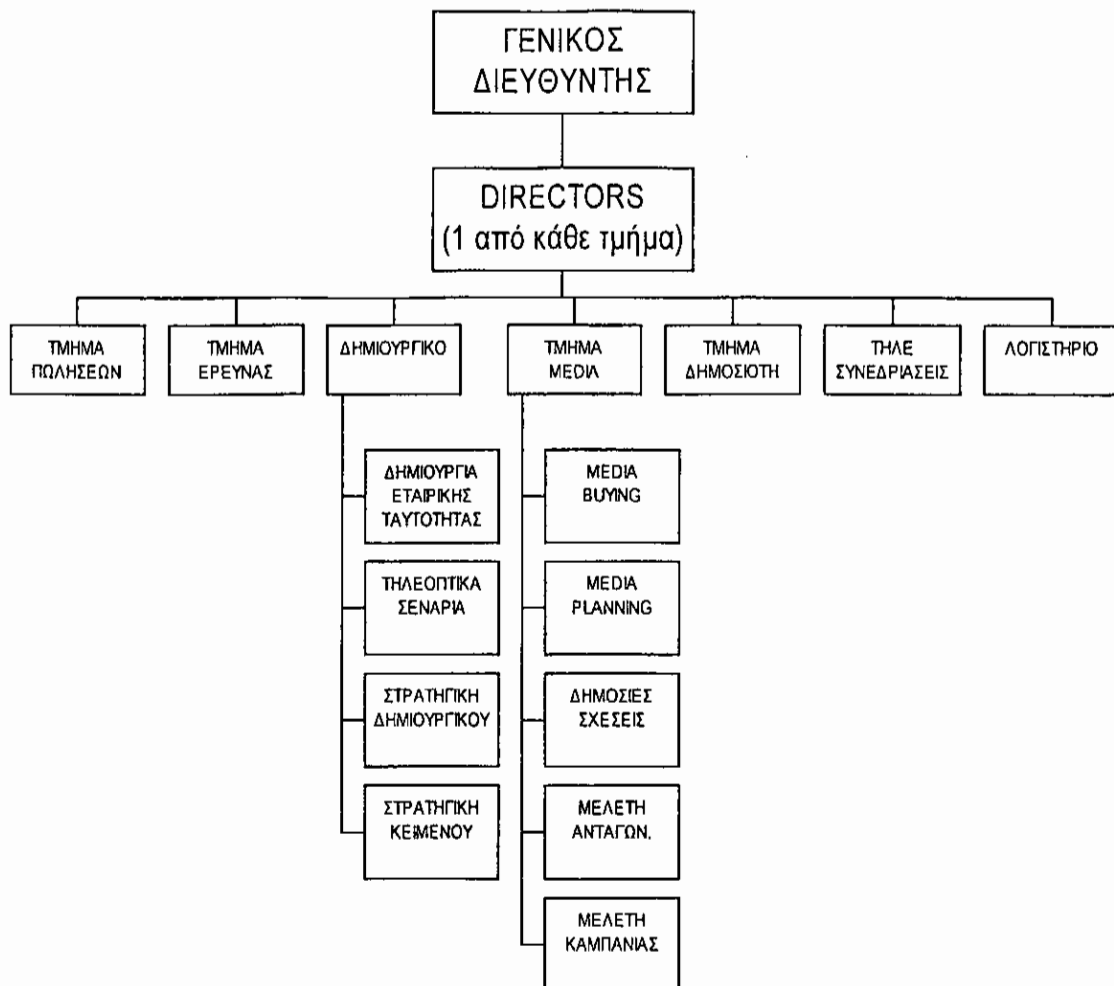 ΓΕΝΙΚΟΣ
ΔΙΕΥΘΥΝΤΗΣ
DIRECTORS
(1 από κάθε τμήμα)
ΤΜΗΜΑ
ΠΩΛΗΣΕΩΝ
ΤΜΗΜΑ
ΕΡΕΥΝΑΣ
ΔΗΜΙΟΥΡΓΙΚΟ
ΤΜΗΜΑ
MEDIA
ΤΜΗΜΑ
ΔΗΜΟΣΙΟΤΗ
ΤΗΛΕ
ΣΥΝΕΔΡΙΑΣΕΙΣ
ΛΟΓΙΣΤΗΡΙΟ
ΔΗΜΙΟΥΡΓΙΑ
ΕΤΑΙΡΙΚΗΣ
ΤΑΥΤΟΤΗΤΑΣ
ΤΗΛΕΟΠΤΙΚΑ
ΣΕΝΑΡΙΑ
ΣΤΡΑΤΗΓΙΚΗ
ΔΗΜΙΟΥΡΓΙΚΟΥ
ΣΤΡΑΤΗΓΙΚΗ
ΚΕΙΜΕΝΟΥ
MEDIA
BUYING
MEDIA
PLANNING
ΔΗΜΟΣΙΕΣ
ΣΧΕΣΕΙΣ
ΜΕΛΕΤΗ
ΑΝΤΑΓΩΝ.
ΜΕΛΕΤΗ
ΚΑΜΠΑΝΙΑΣ